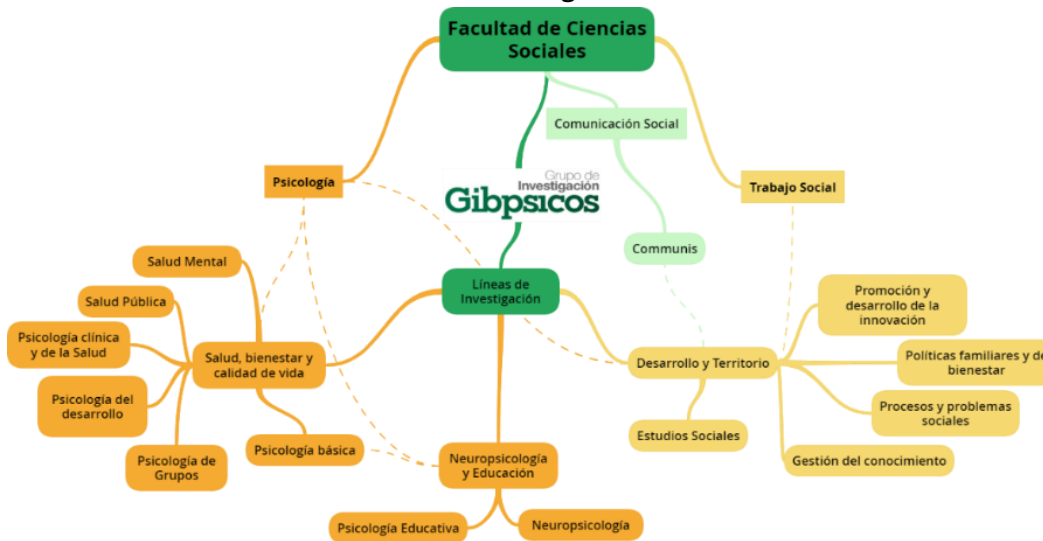 Facultad de Ciencias
Sociales
Comunicación Social
Psicología
Grupo de
Investigación
Gibpsicos
Trabajo Social
Salud Mental
Communis
Líneas de
Investigación
Salud Pública
Promoción y
desarrollo de la
innovación
Psicología clínica
y de la Salud
Salud, bienestar y
calidad de vida
Desarrollo y Territorio
Políticas familiares y de
bienestar
Psicología del
desarrollo
Procesos y problemas
sociales
Estudios Sociales
Psicología básica
Psicología de
Grupos
Neuropsicología
y Educación
Gestión del conocimiento
Psicología Educativa
Neuropsicología